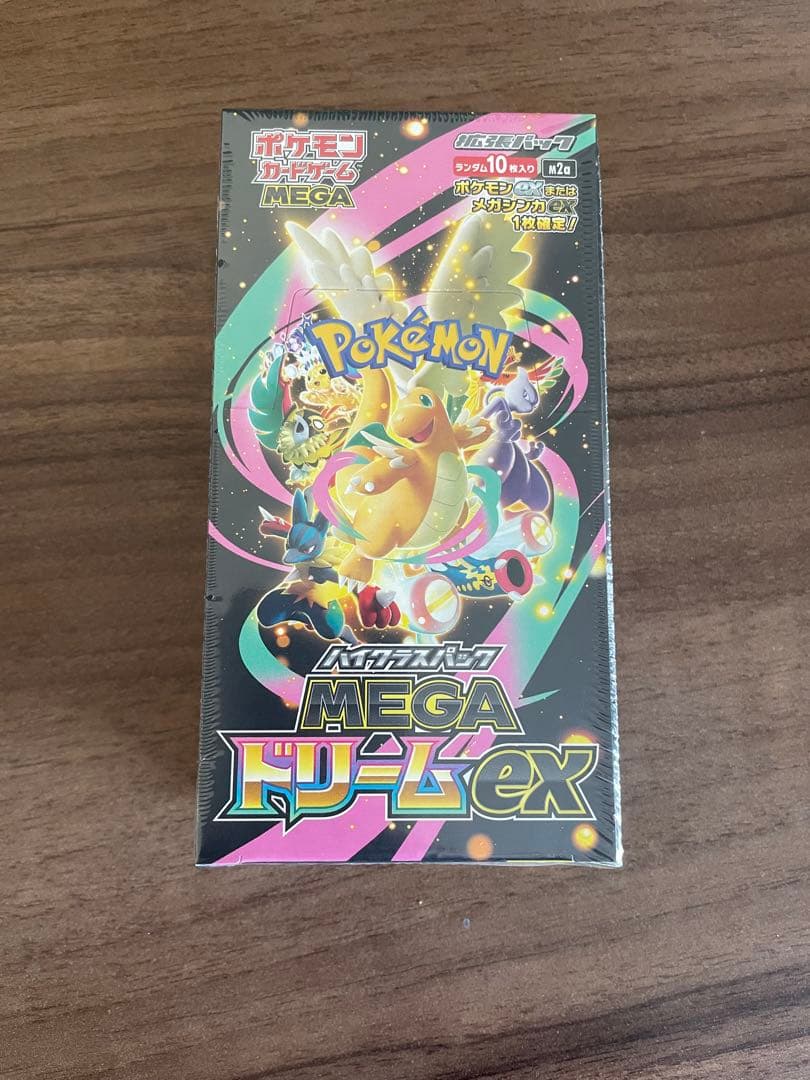 ポケモン
カードゲーム
MEGA
拡張パック
ランダム10枚入り M2a
ポケモンexまたは
メガシンカex
1枚確定!
POKÉMON
ハイクラスパック
MEGA
ドリームex